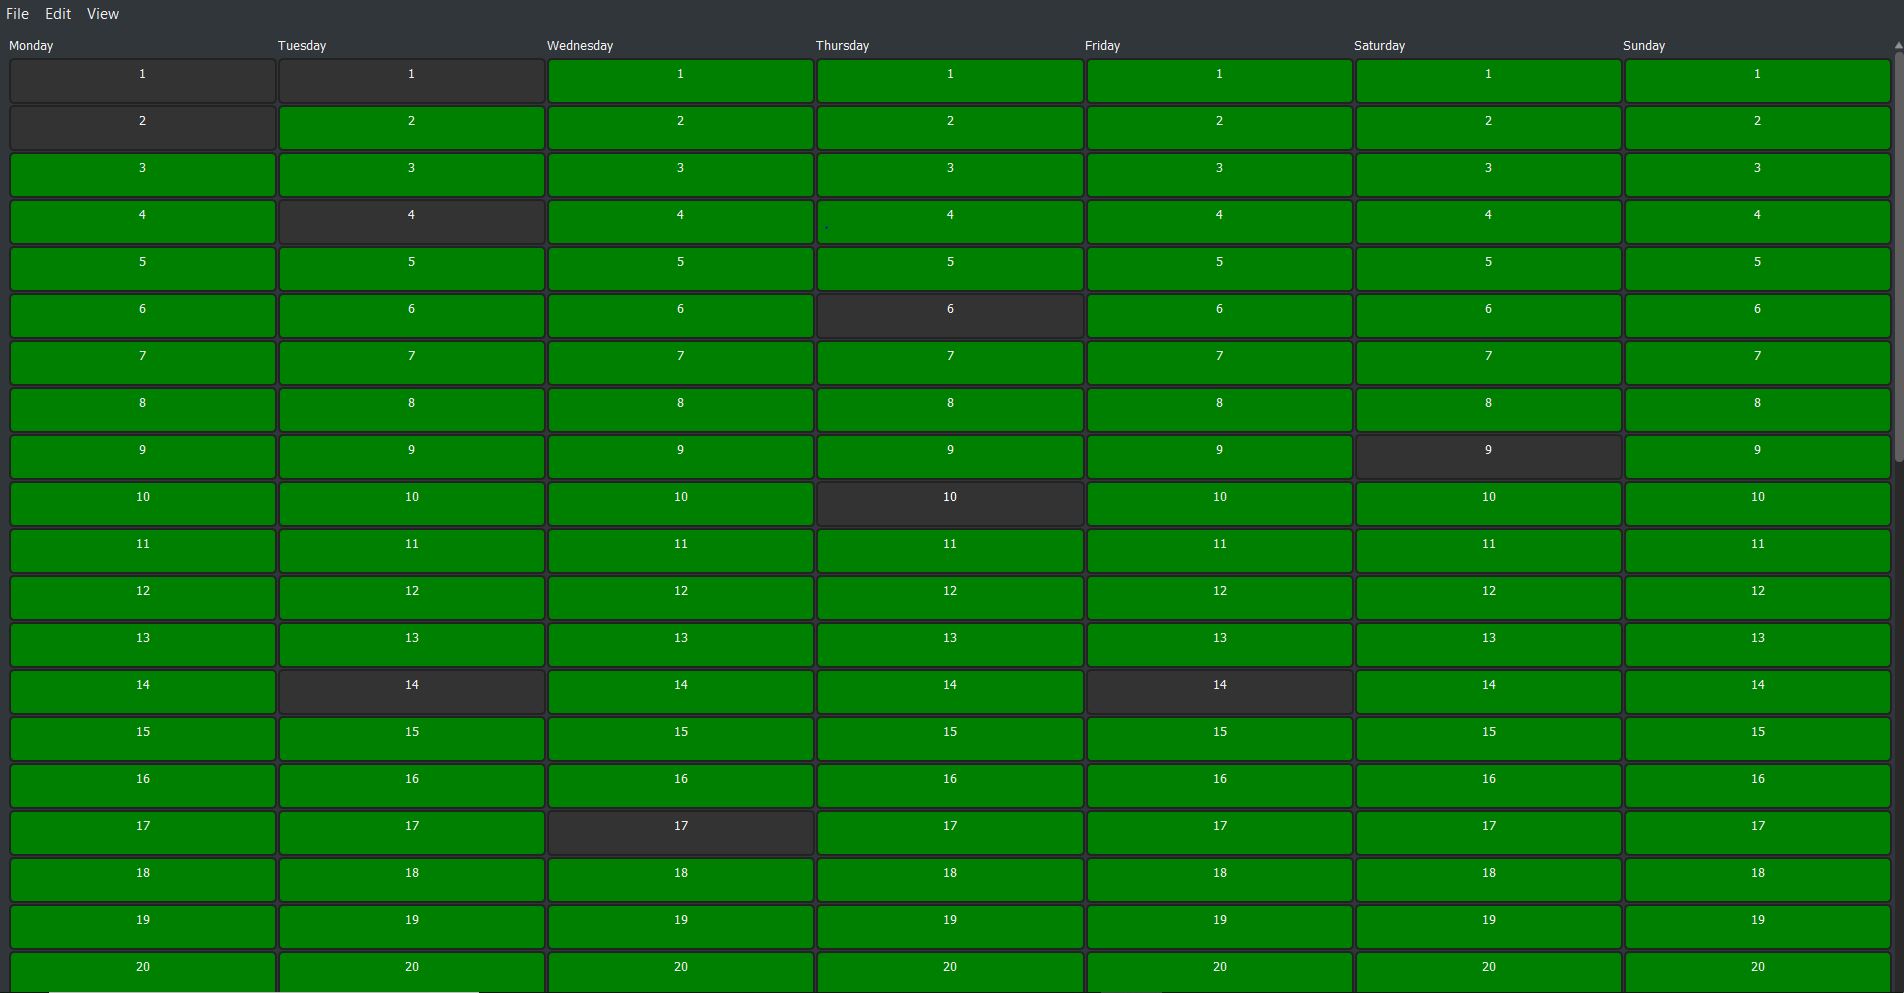 File Edit View
Monday Tuesday Wednesday Thursday Friday Saturday Sunday
1 1 1 1 1 1 1
2 2 2 2 2 2 2
3 3 3 3 3 3 3
4 4 4 4 4 4 4
5 5 5 5 5 5 5
6 6 6 6 6 6 6
7 7 7 7 7 7 7
8 8 8 8 8 8 8
9 9 9 9 9 9 9
10 10 10 10 10 10 10
11 11 11 11 11 11 11
12 12 12 12 12 12 12
13 13 13 13 13 13 13
14 14 14 14 14 14 14
15 15 15 15 15 15 15
16 16 16 16 16 16 16
17 17 17 17 17 17 17
18 18 18 18 18 18 18
19 19 19 19 19 19 19
20 20 20 20 20 20 20